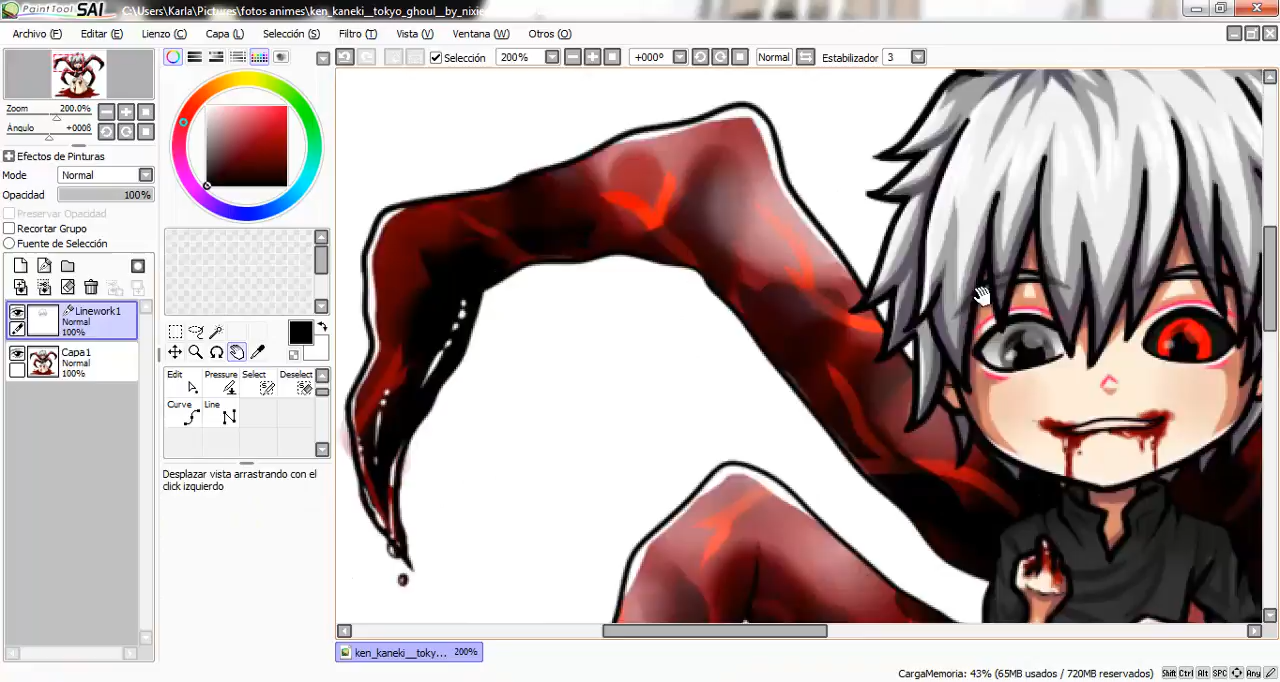 PaintTool SAI C:\Users\Karla\Pictures\fotos animes\ken_kaneki__tokyo_ghoul__by_nixie
Archivo (F) Editar (E) Lienzo (C) Capa (L) Selección (S) Filtro (T) Vista (V) Ventana (W) Otros (O)
Selección 200% +000º Normal Estabilizador 3
Zoom 200.0%
Ángulo +000ß
Efectos de Pinturas
Mode Normal
Opacidad 100%
Preservar Opacidad
Recortar Grupo
Fuente de Selección
Linework1
Normal
100%
Capa1
Normal
100%
Edit Pressure Select Deselect
Curve Line
Desplazar vista arrastrando con el
click izquierdo
ken_kaneki__toky... 200%
CargaMemoria: 43% (65MB usados / 720MB reservados) Shift Ctrl Alt SPC Any